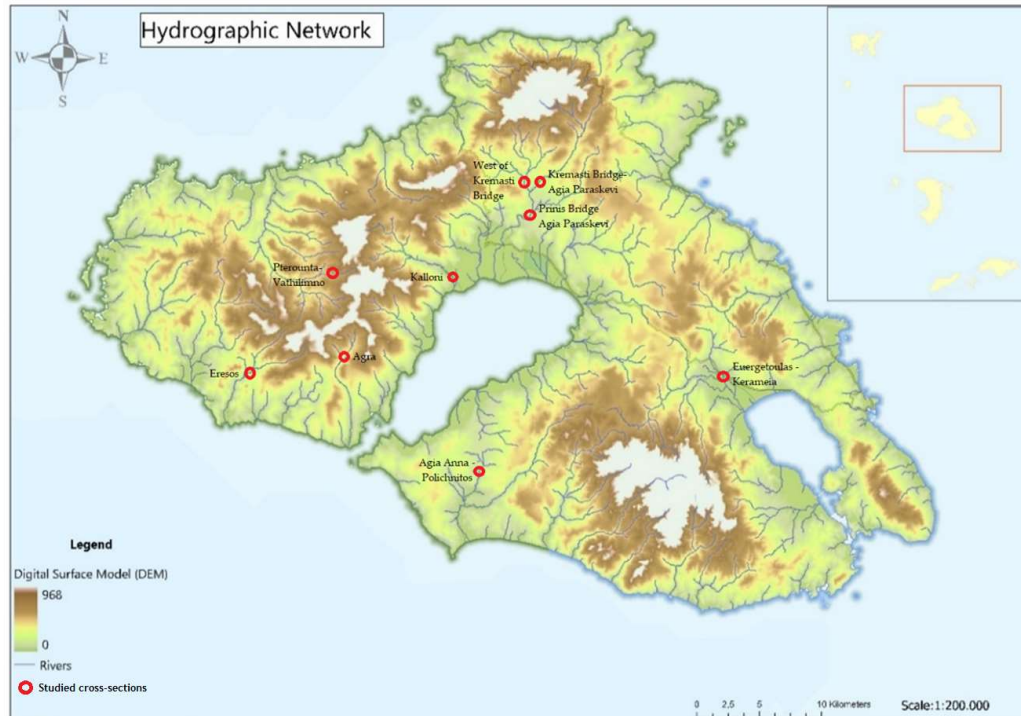 Hydrographic Network
N
W
E
S
West of
Kremasti
Bridge
Kremasti Bridge-
Agia Paraskevi
Prinis Bridge
Agia Paraskevi
Pterounta-
Vathilimno
Kalloni
Agra
Eresos
Euergetoulas -
Kerameia
Agia Anna -
Polichnitos
Legend
Digital Surface Model (DEM)
968
0
Rivers
Studied cross-sections
0 2,5 5 10 Kilometers
Scale:1:200.000